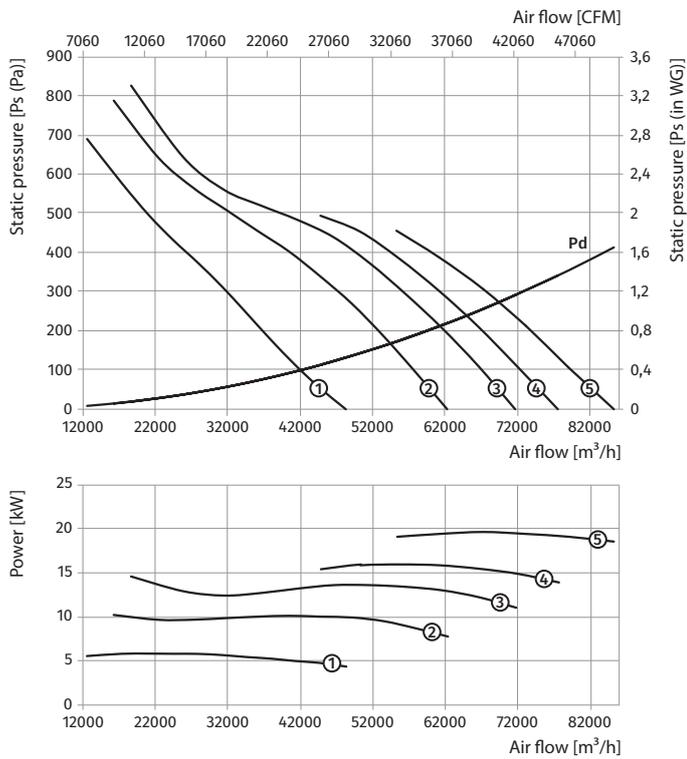 Air flow [CFM]
7060 12060 17060 22060 27060 32060 37060 42060 47060
Static pressure [Ps (Pa)]
Static pressure [Ps (in WG)]
900 3,6
800 3,2
700 2,8
600 2,4
500 2
Pd
400 1,6
300 1,2
200 0,8
100 0,4
1 2 3 4 5
0 0
12000 22000 32000 42000 52000 62000 72000 82000
Air flow [m³/h]
Power [kW]
25
20
5
15
4
3
10
2
5
1
0
12000 22000 32000 42000 52000 62000 72000 82000
Air flow [m³/h]